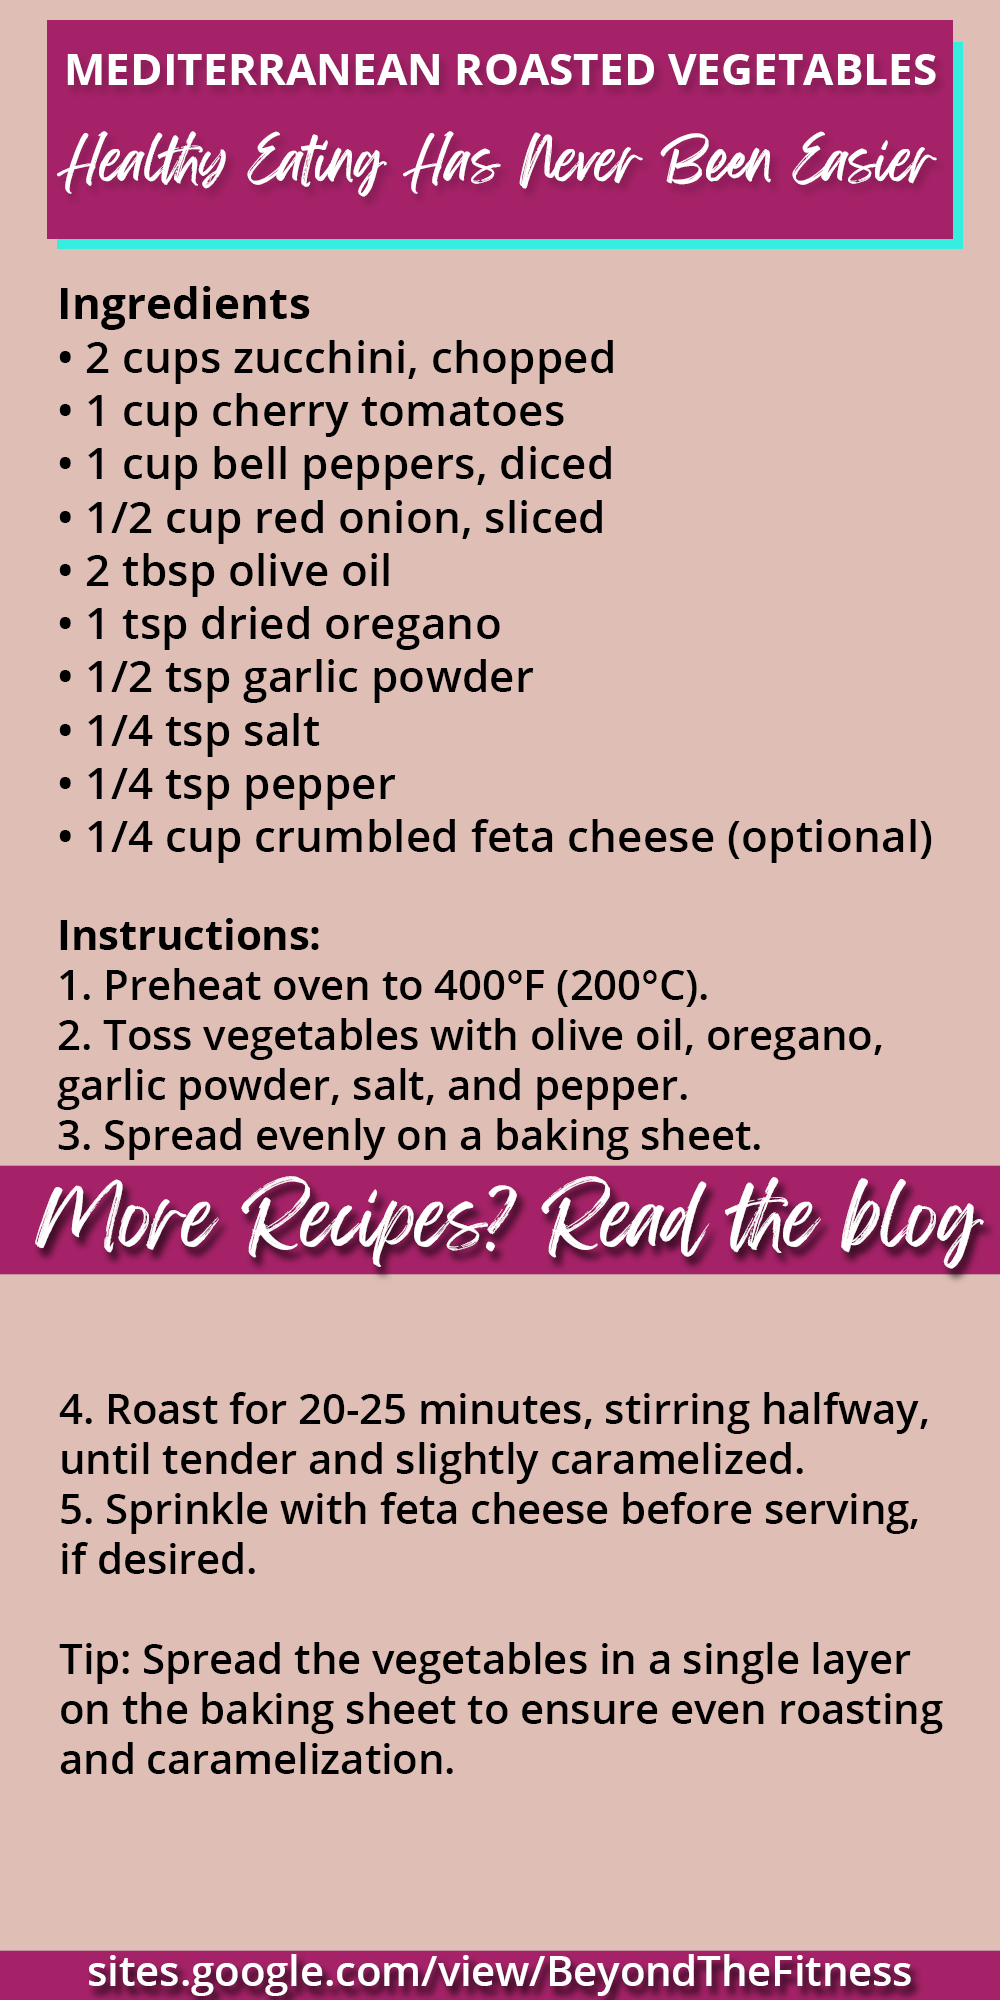 MEDITERRANEAN ROASTED VEGETABLES
Healthy Eating Has Never Been Easier
Ingredients
• 2 cups zucchini, chopped
• 1 cup cherry tomatoes
• 1 cup bell peppers, diced
• 1/2 cup red onion, sliced
• 2 tbsp olive oil
• 1 tsp dried oregano
• 1/2 tsp garlic powder
• 1/4 tsp salt
• 1/4 tsp pepper
• 1/4 cup crumbled feta cheese (optional)
Instructions:
1. Preheat oven to 400°F (200°C).
2. Toss vegetables with olive oil, oregano,
garlic powder, salt, and pepper.
3. Spread evenly on a baking sheet.
More Recipes? Read the blog
4. Roast for 20-25 minutes, stirring halfway,
until tender and slightly caramelized.
5. Sprinkle with feta cheese before serving,
if desired.
Tip: Spread the vegetables in a single layer
on the baking sheet to ensure even roasting
and caramelization.
sites.google.com/view/BeyondTheFitness